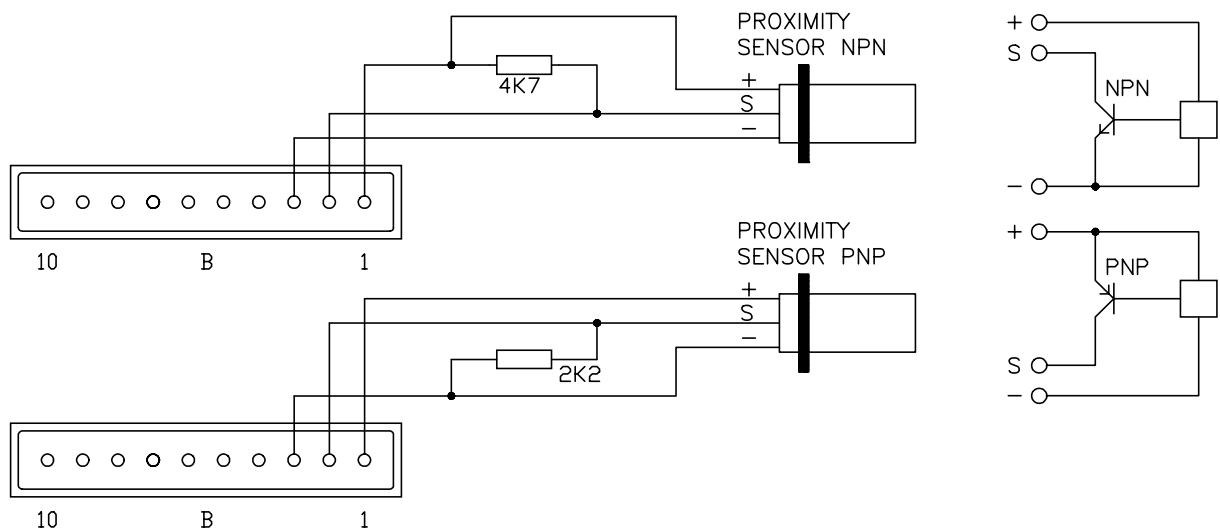 PROXIMITY
SENSOR NPN
4K7
+
S
−
10 B 1
+
S
NPN
−
PROXIMITY
SENSOR PNP
+
S
−
2K2
10 B 1
+
PNP
S
−